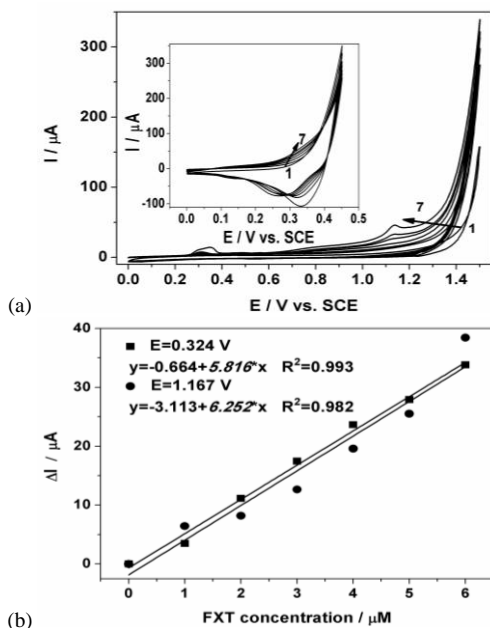 (a)
300
200
100
0
I / µA
0.0 0.2 0.4 0.6 0.8 1.0 1.2 1.4
E / V vs. SCE
7
1
300
200
100
0
-100
I / µA
0.0 0.1 0.2 0.3 0.4 0.5
E / V vs. SCE
7
1
(b)
40
30
20
10
0
ΔI / µA
E=0.324 V
y=-0.664+5.816*x R²=0.993
E=1.167 V
y=-3.113+6.252*x R²=0.982
0 1 2 3 4 5 6
FXT concentration / µM